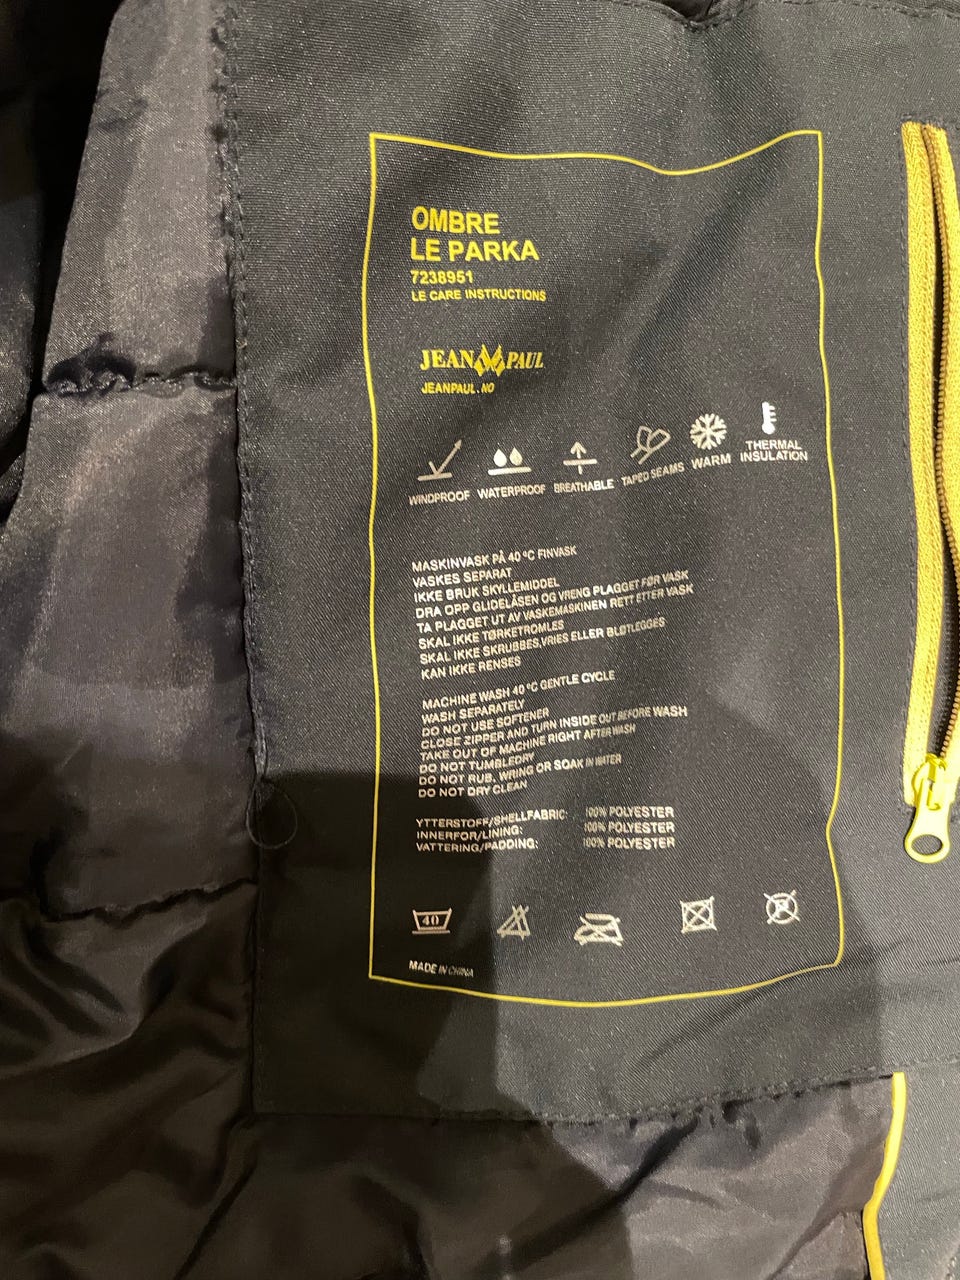 OMBRE
LE PARKA
7238951
LE CARE INSTRUCTIONS
JEAN PAUL
JEANPAUL.NO
WINDPROOF WATERPROOF BREATHABLE TAPED SEAMS WARM THERMAL INSULATION
MASKINVASK PÅ 40 °C FINVASK
VASKES SEPARAT
IKKE BRUK SKYLLEMIDDEL
DRA OPP GLIDELÅSEN OG VRENG PLAGGET FØR VASK
TA PLAGGET UT AV VASKEMASKINEN RETT ETTER VASK
SKAL IKKE TØRKETROMLES
SKAL IKKE SKRUBBES,VRIES ELLER BLØTLEGGES
KAN IKKE RENSES
MACHINE WASH 40 °C GENTLE CYCLE
WASH SEPARATELY
DO NOT USE SOFTENER
CLOSE ZIPPER AND TURN INSIDE OUT BEFORE WASH
TAKE OUT OF MACHINE RIGHT AFTER WASH
DO NOT TUMBLEDRY
DO NOT RUB, WRING OR SOAK IN WATER
DO NOT DRY CLEAN
YTTERSTOFF/SHELLFABRIC: 100% POLYESTER
INNERFOR/LINING: 100% POLYESTER
VATTERING/PADDING: 100% POLYESTER
40 P
MADE IN CHINA